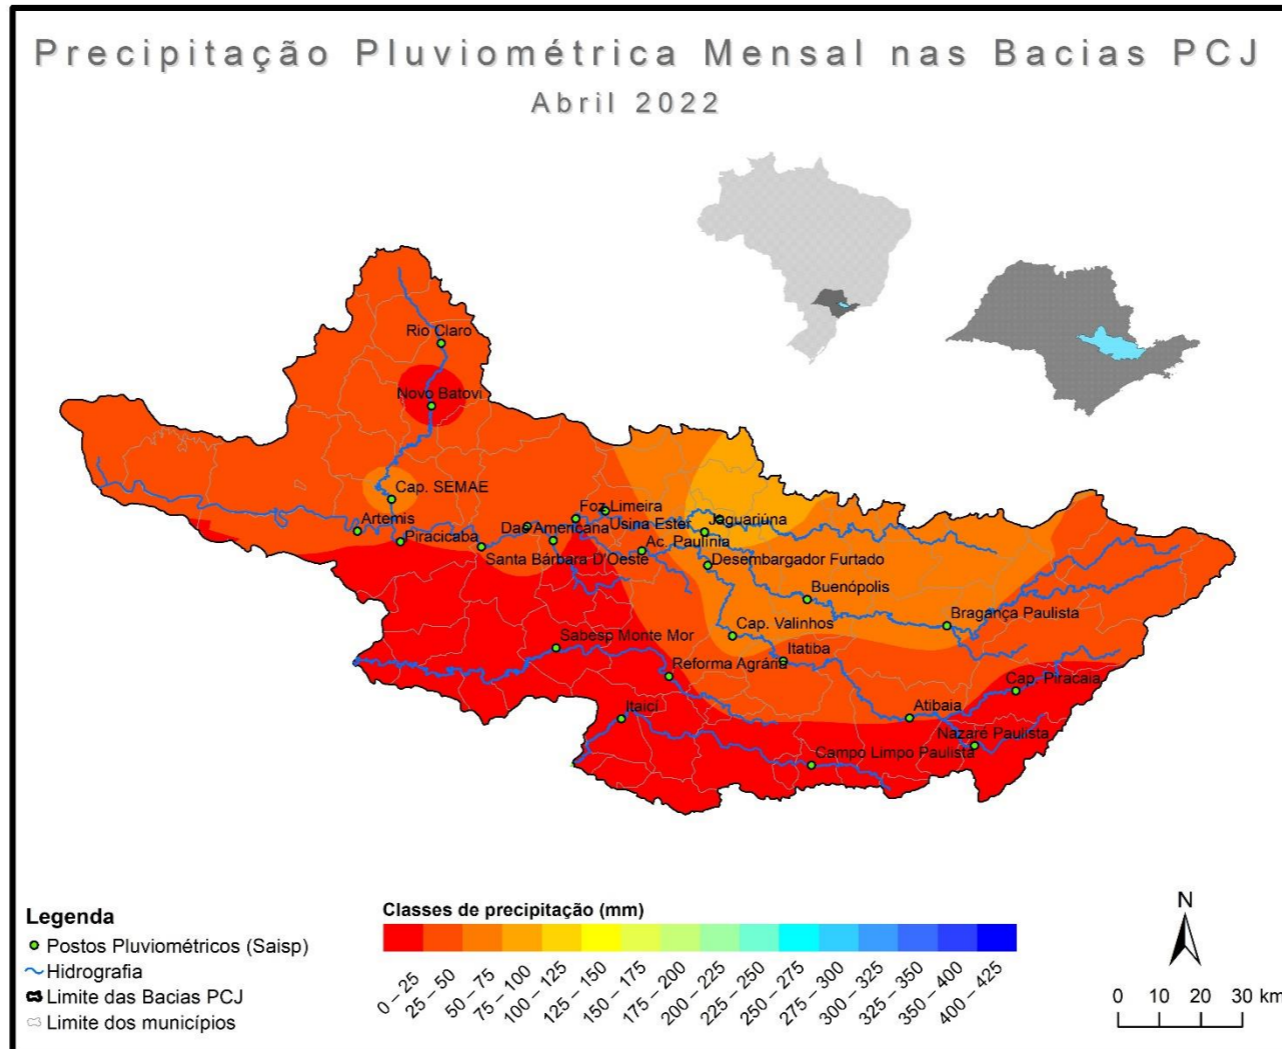 Precipitação Pluviométrica Mensal nas Bacias PCJ
Abril 2022
Rio Claro
Novo Batovi
Cap. SEMAE
Artemis
Piracicaba
Foz Limeira
Dae Americana
Usina Ester
Santa Bárbara D'Oeste
Ac. Paulínia
Jaguariúna
Desembargador Furtado
Buenópolis
Bragança Paulista
Cap. Valinhos
Sabesp Monte Mor
Itatiba
Reforma Agrária
Cap. Piracaia
Itaici
Atibaia
Nazaré Paulista
Campo Limpo Paulista
Legenda
Postos Pluviométricos (Saisp)
Hidrografia
Limite das Bacias PCJ
Limite dos municípios
Classes de precipitação (mm)
0 – 25
25 – 50
50 – 75
75 – 100
100 – 125
125 – 150
150 – 175
175 – 200
200 – 225
225 – 250
250 – 275
275 – 300
300 – 325
325 – 350
350 – 400
400 – 425
N
0 10 20 30 km